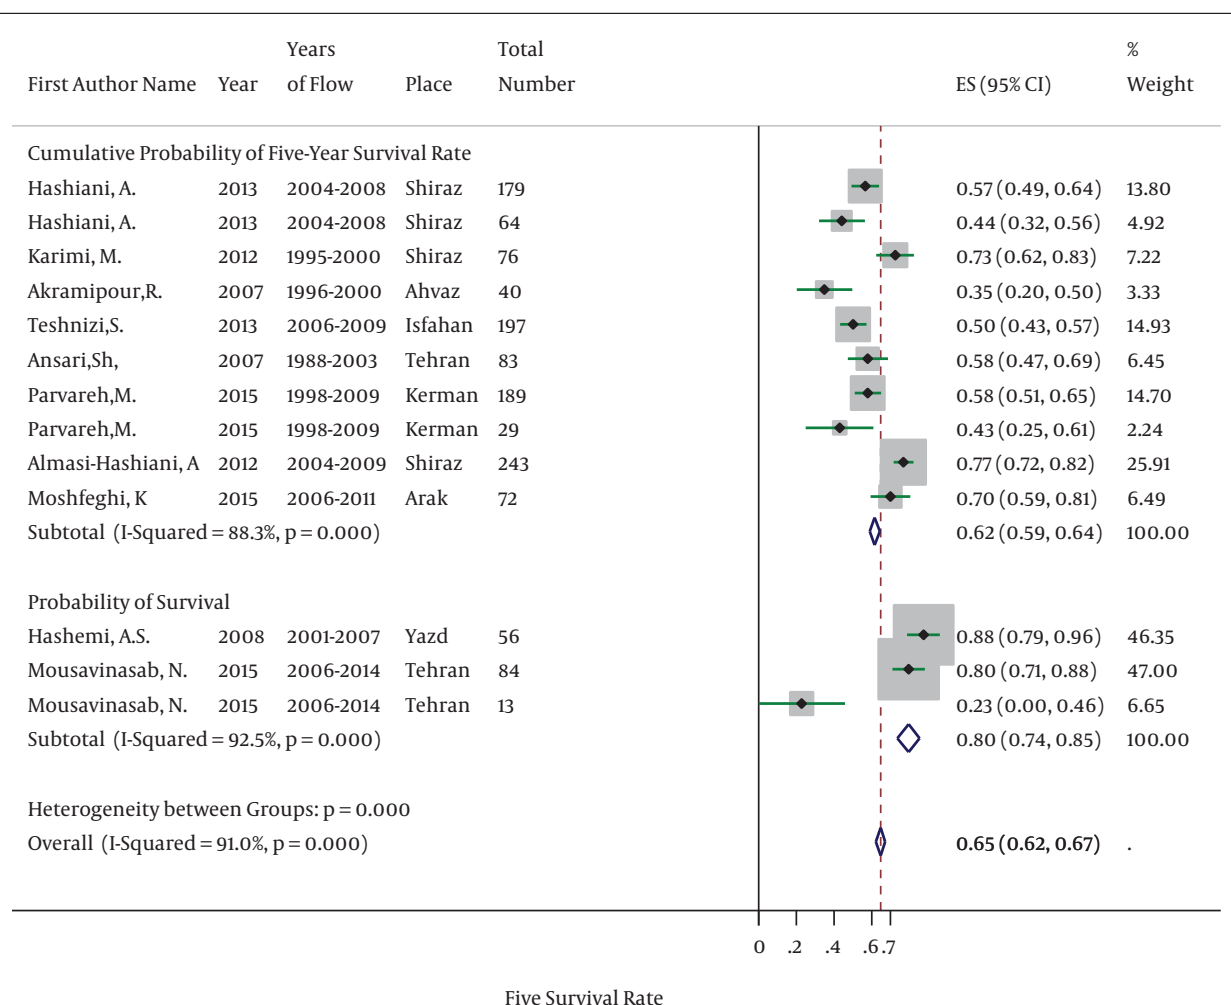 Years Total %
First Author Name Year of Flow Place Number ES (95% CI) Weight
Cumulative Probability of Five-Year Survival Rate
Hashiani, A. 2013 2004-2008 Shiraz 179 0.57 (0.49, 0.64) 13.80
Hashiani, A. 2013 2004-2008 Shiraz 64 0.44 (0.32, 0.56) 4.92
Karimi, M. 2012 1995-2000 Shiraz 76 0.73 (0.62, 0.83) 7.22
Akramipour,R. 2007 1996-2000 Ahvaz 40 0.35 (0.20, 0.50) 3.33
Teshnizi,S. 2013 2006-2009 Isfahan 197 0.50 (0.43, 0.57) 14.93
Ansari,Sh, 2007 1988-2003 Tehran 83 0.58 (0.47, 0.69) 6.45
Parvareh,M. 2015 1998-2009 Kerman 189 0.58 (0.51, 0.65) 14.70
Parvareh,M. 2015 1998-2009 Kerman 29 0.43 (0.25, 0.61) 2.24
Almasi-Hashiani, A 2012 2004-2009 Shiraz 243 0.77 (0.72, 0.82) 25.91
Moshfeghi, K 2015 2006-2011 Arak 72 0.70 (0.59, 0.81) 6.49
Subtotal (I-Squared = 88.3%, p = 0.000) 0.62 (0.59, 0.64) 100.00
Probability of Survival
Hashemi, A.S. 2008 2001-2007 Yazd 56 0.88 (0.79, 0.96) 46.35
Mousavinasab, N. 2015 2006-2014 Tehran 84 0.80 (0.71, 0.88) 47.00
Mousavinasab, N. 2015 2006-2014 Tehran 13 0.23 (0.00, 0.46) 6.65
Subtotal (I-Squared = 92.5%, p = 0.000) 0.80 (0.74, 0.85) 100.00
Heterogeneity between Groups: p = 0.000
Overall (I-Squared = 91.0%, p = 0.000) 0.65 (0.62, 0.67) .
0 .2 .4 .6 .7
Five Survival Rate